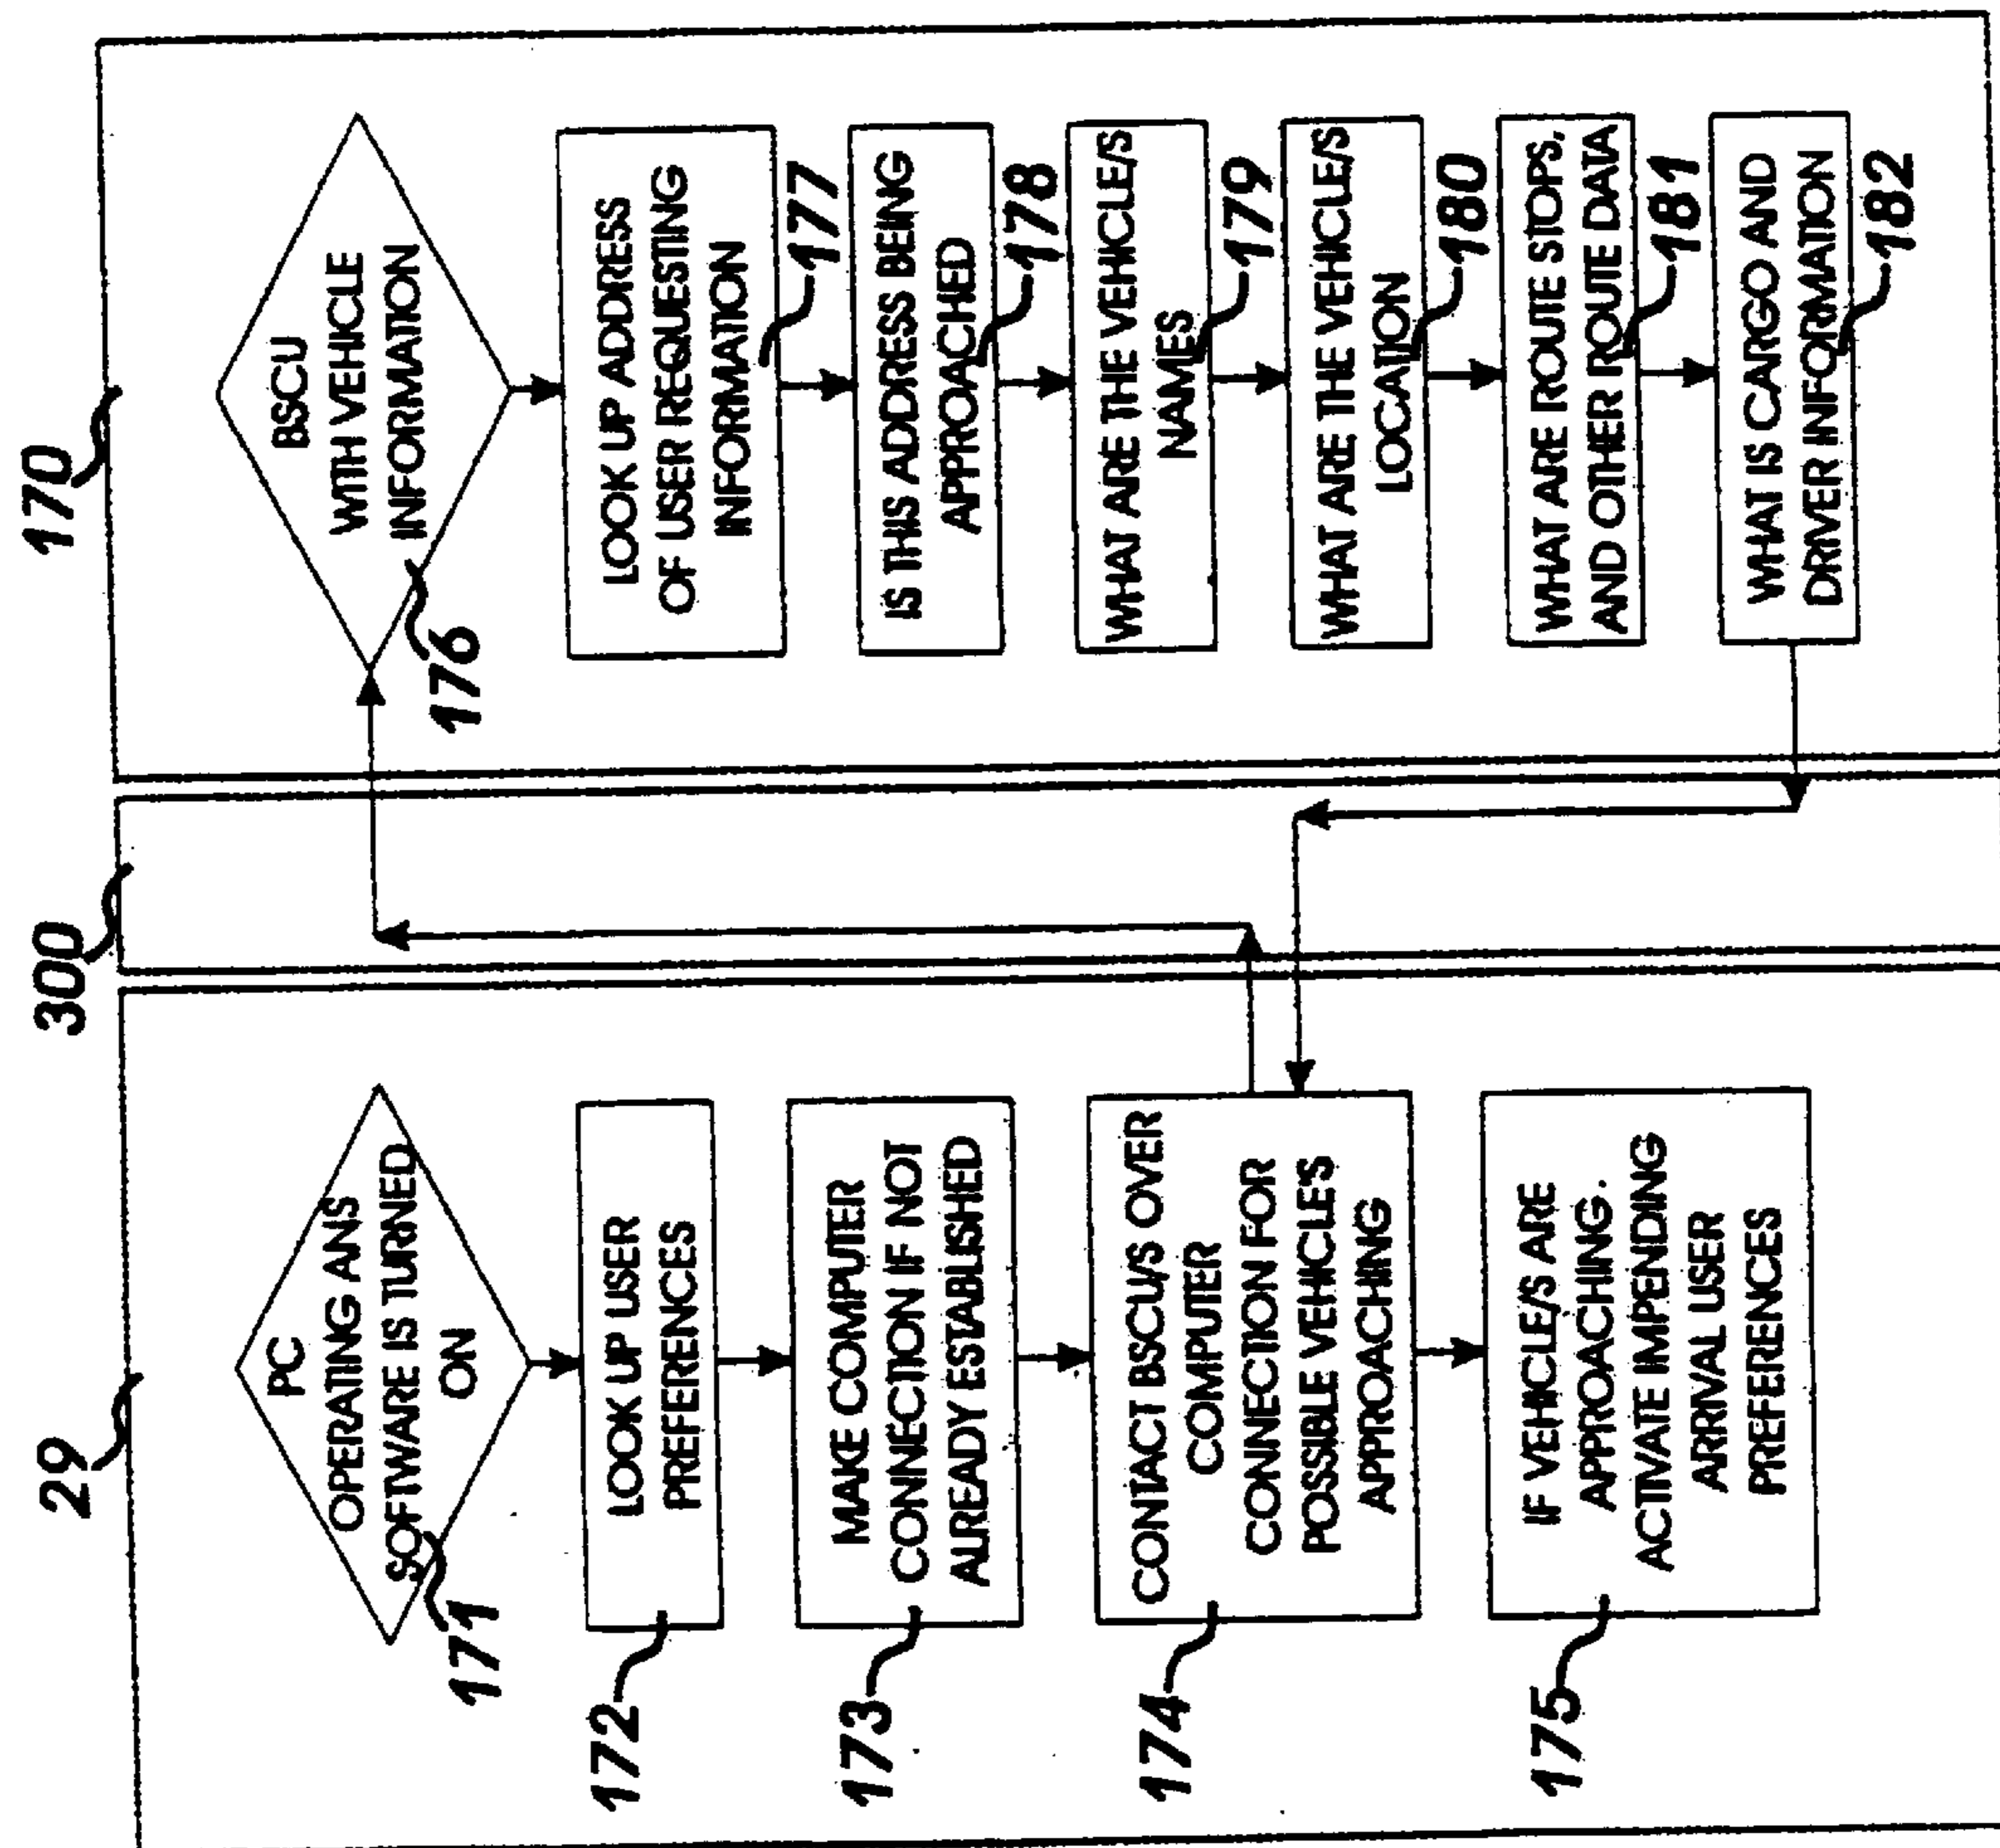 29
PC
OPERATING ANS
SOFTWARE IS TURNED
ON
171
LOOK UP USER
PREFERENCES
172
MAKE COMPUTER
CONNECTION IF NOT
ALREADY ESTABLISHED
173
CONTACT BSCU/S OVER
COMPUTER
CONNECTION FOR
POSSIBLE VEHICLE'S
APPROACHING
174
IF VEHICLE/S ARE
APPROACHING.
ACTIVATE IMPENDING
ARRIVAL USER
PREFERENCES
175
300
170
BSCU
WITH VEHICLE
INFORMATION
176
LOOK UP ADDRESS
OF USER REQUESTING
INFORMATION
177
IS THIS ADDRESS BEING
APPROACHED
178
WHAT ARE THE VEHICLE/S
NAMES
179
WHAT ARE THE VEHICLE/S
LOCATION
180
WHAT ARE ROUTE STOPS,
AND OTHER ROUTE DATA
181
WHAT IS CARGO AND
DRIVER INFORMATION
182